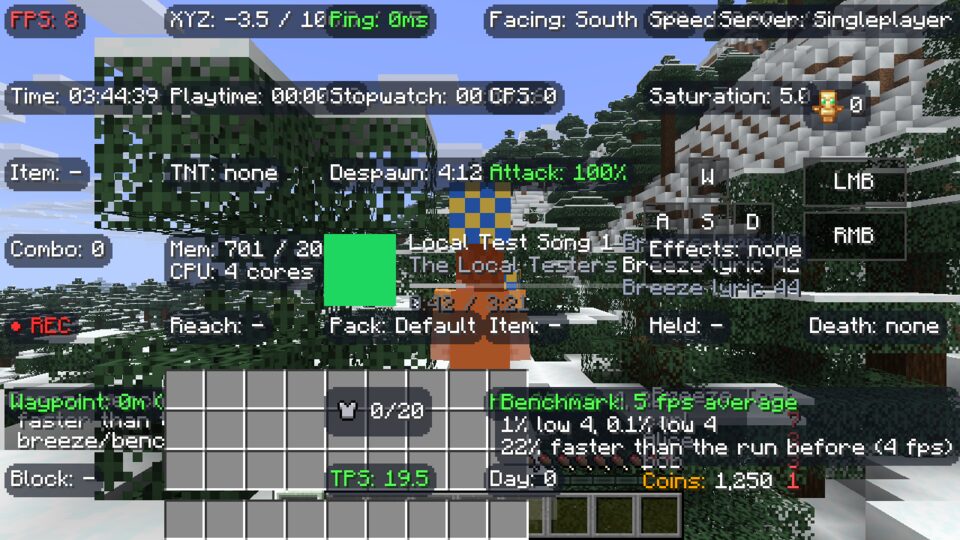 FPS: 8
XYZ: -3.5 / 10
Ping: 0ms
Facing: South
Speed
Server: Singleplayer
Time: 03:44:39
Playtime: 00:00
Stopwatch: 00
CPS: 0
Saturation: 5.0
0
Item: -
TNT: none
Despawn: 4:12
Attack: 100%
W
LMB
A S D
RMB
Combo: 0
Mem: 701 / 20
CPU: 4 cores
Local Test Song 1
The Local Testers
0:42 / 3:21
Effects: none
Breeze lyric 42
Breeze lyric 44
● REC
Reach: -
Pack: Default
Item: -
Held: -
Death: none
Waypoint: 0m
faster than
breeze/benc
0/20
Benchmark: 5 fps average
1% low 4, 0.1% low 4
22% faster than the run before (4 fps)
Block: -
TPS: 19.5
Day: 0
Coins: 1,250
1